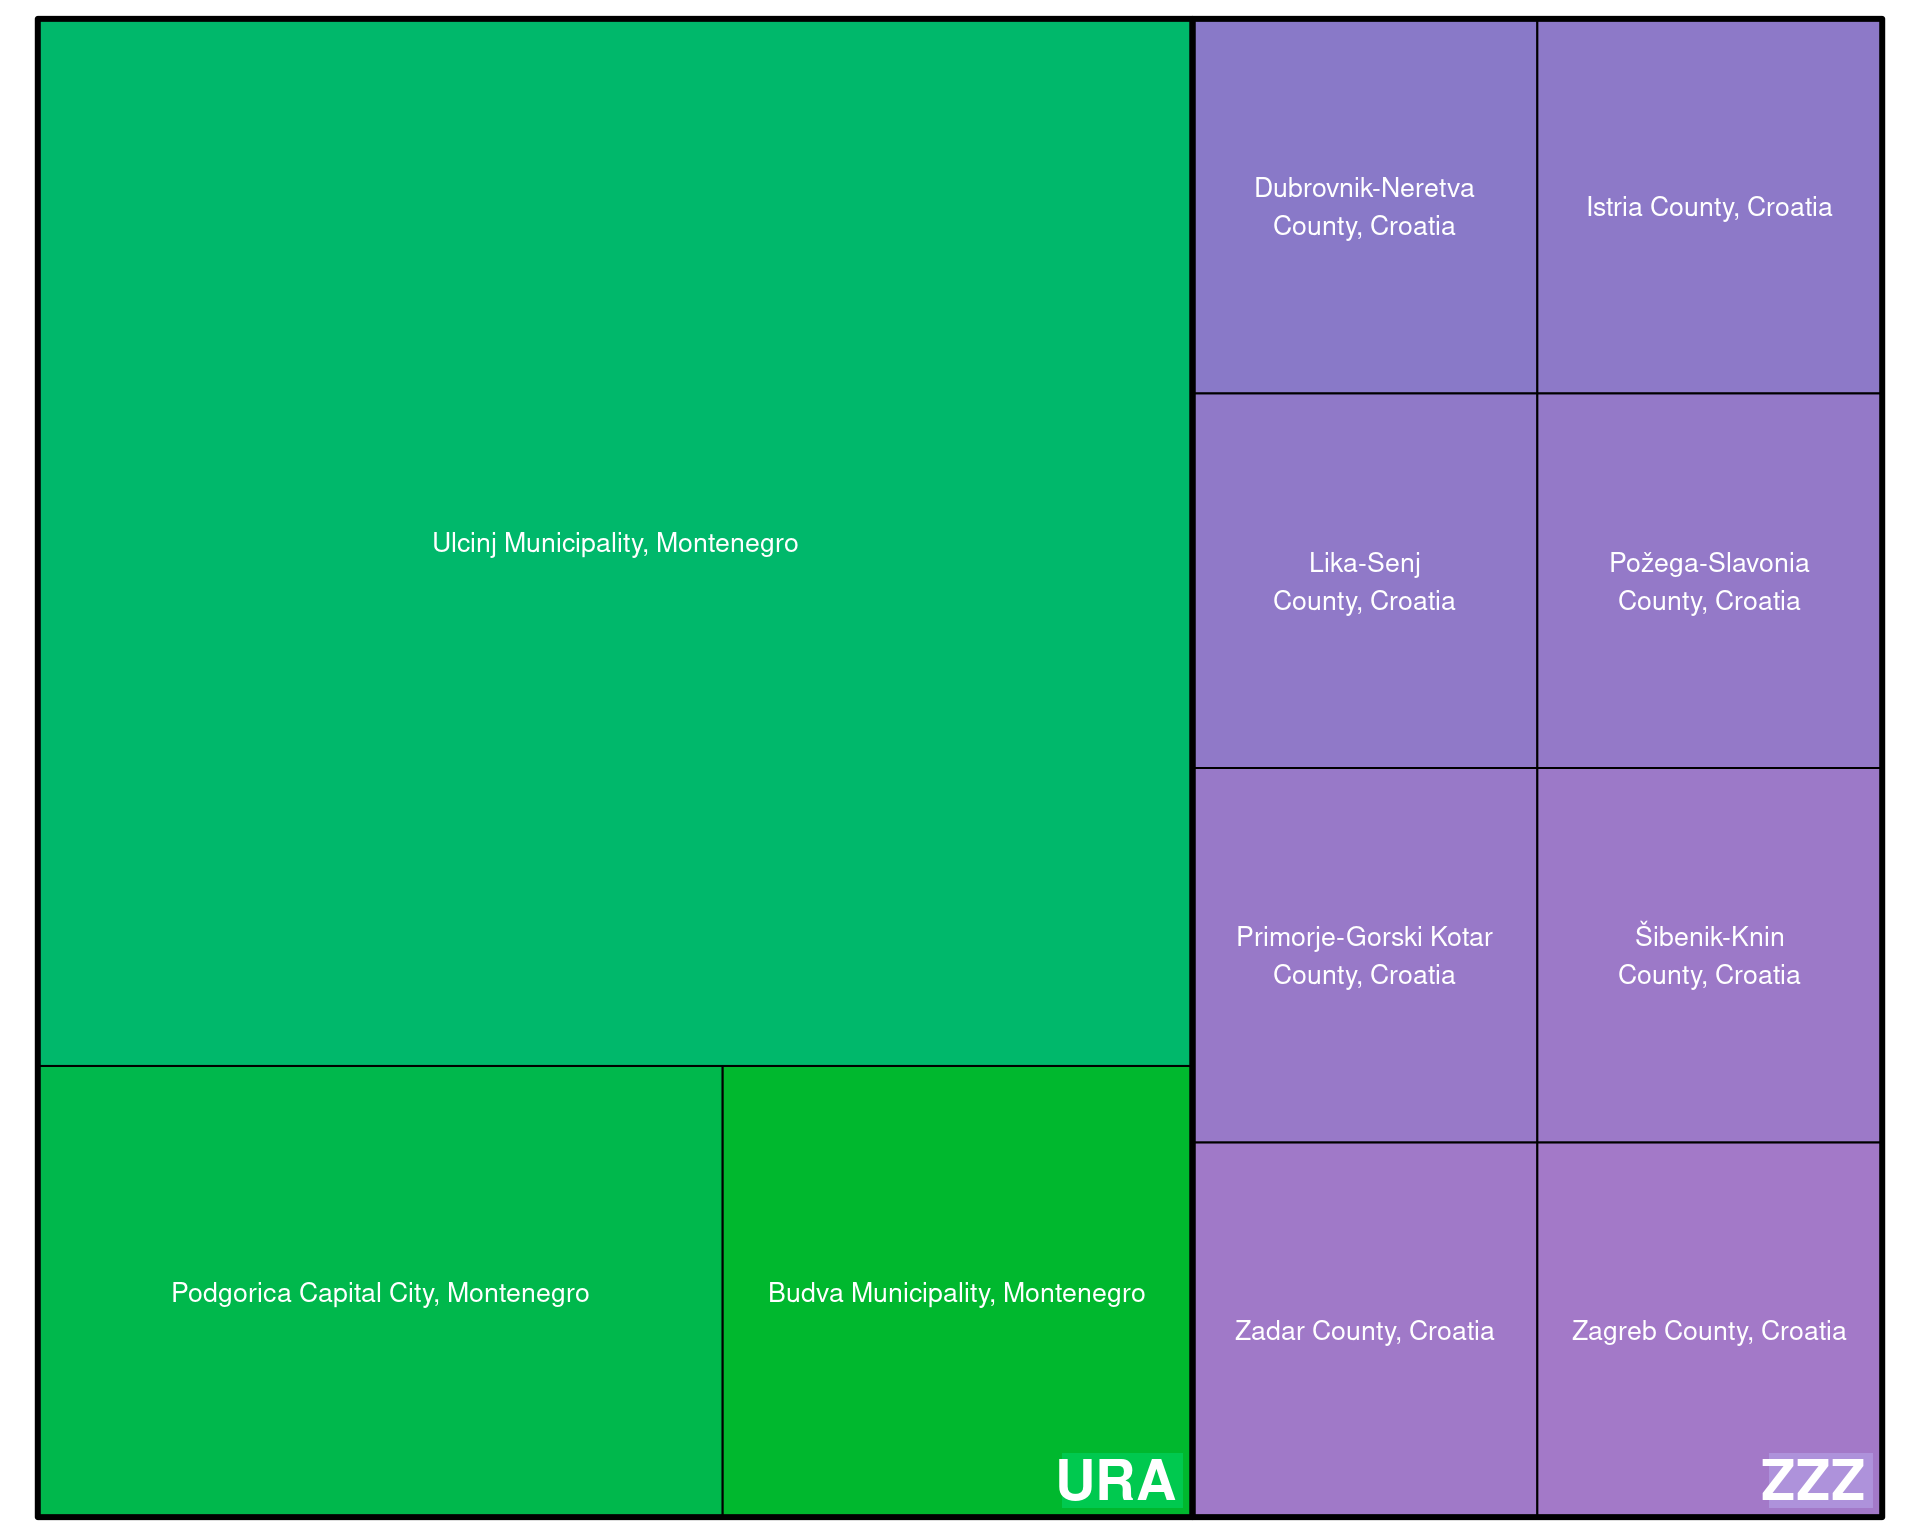 Ulcinj Municipality, Montenegro
Podgorica Capital City, Montenegro
Budva Municipality, Montenegro
URA
Dubrovnik-Neretva
County, Croatia
Istria County, Croatia
Lika-Senj
County, Croatia
Požega-Slavonia
County, Croatia
Primorje-Gorski Kotar
County, Croatia
Šibenik-Knin
County, Croatia
Zadar County, Croatia
Zagreb County, Croatia
ZZZ